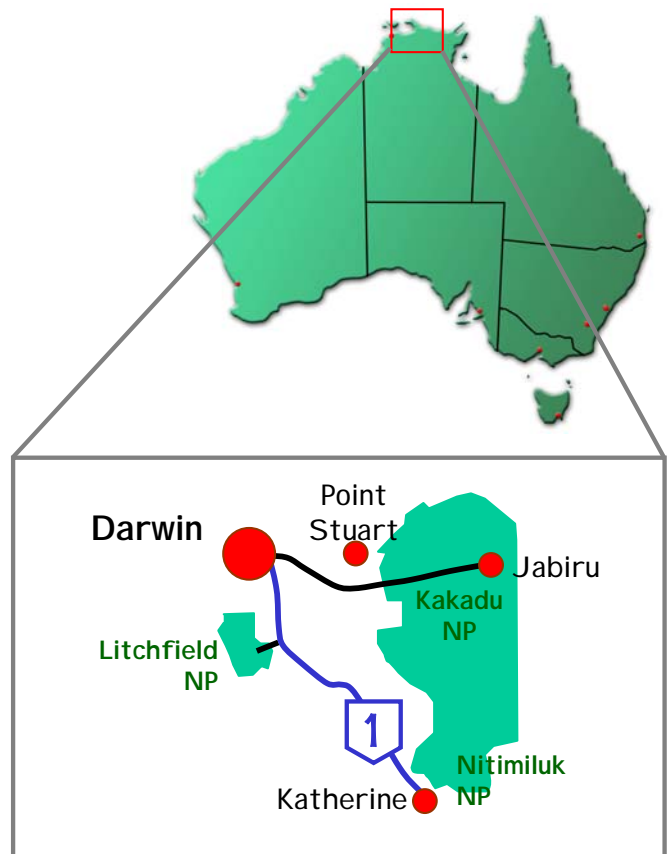 Point
Stuart
Darwin
Jabiru
Kakadu
NP
Litchfield
NP
1
Nitimiluk
NP
Katherine